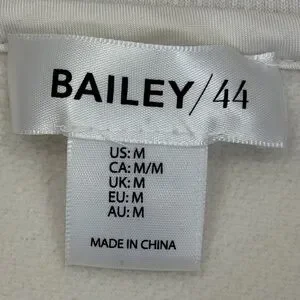 BAILEY/44
US: M
CA: M/M
UK: M
EU: M
AU: M
MADE IN CHINA